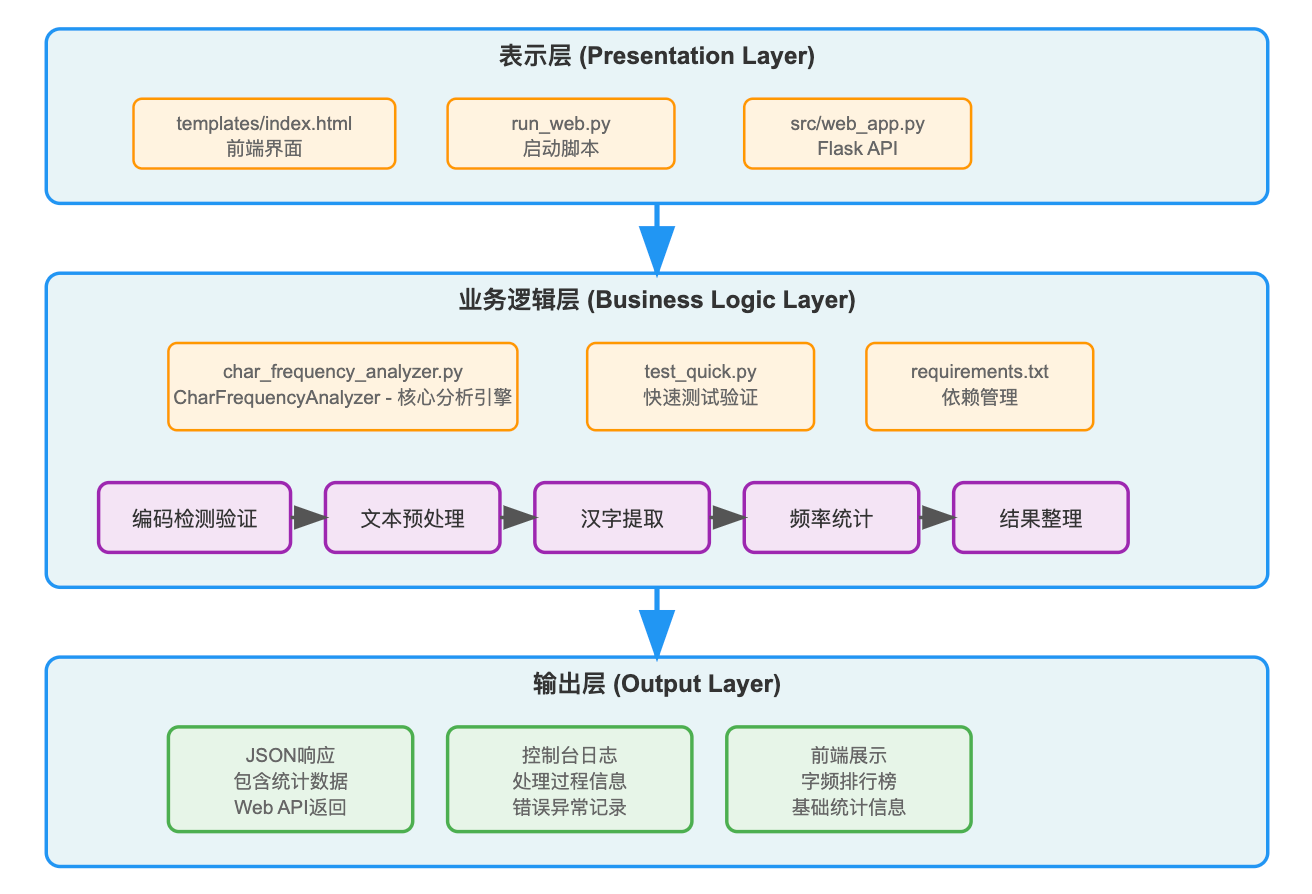 表示层 (Presentation Layer)
templates/index.html
前端界面
run_web.py
启动脚本
src/web_app.py
Flask API
业务逻辑层 (Business Logic Layer)
char_frequency_analyzer.py
CharFrequencyAnalyzer - 核心分析引擎
test_quick.py
快速测试验证
requirements.txt
依赖管理
编码检测验证
文本预处理
汉字提取
频率统计
结果整理
输出层 (Output Layer)
JSON响应
包含统计数据
Web API返回
控制台日志
处理过程信息
错误异常记录
前端展示
字频排行榜
基础统计信息